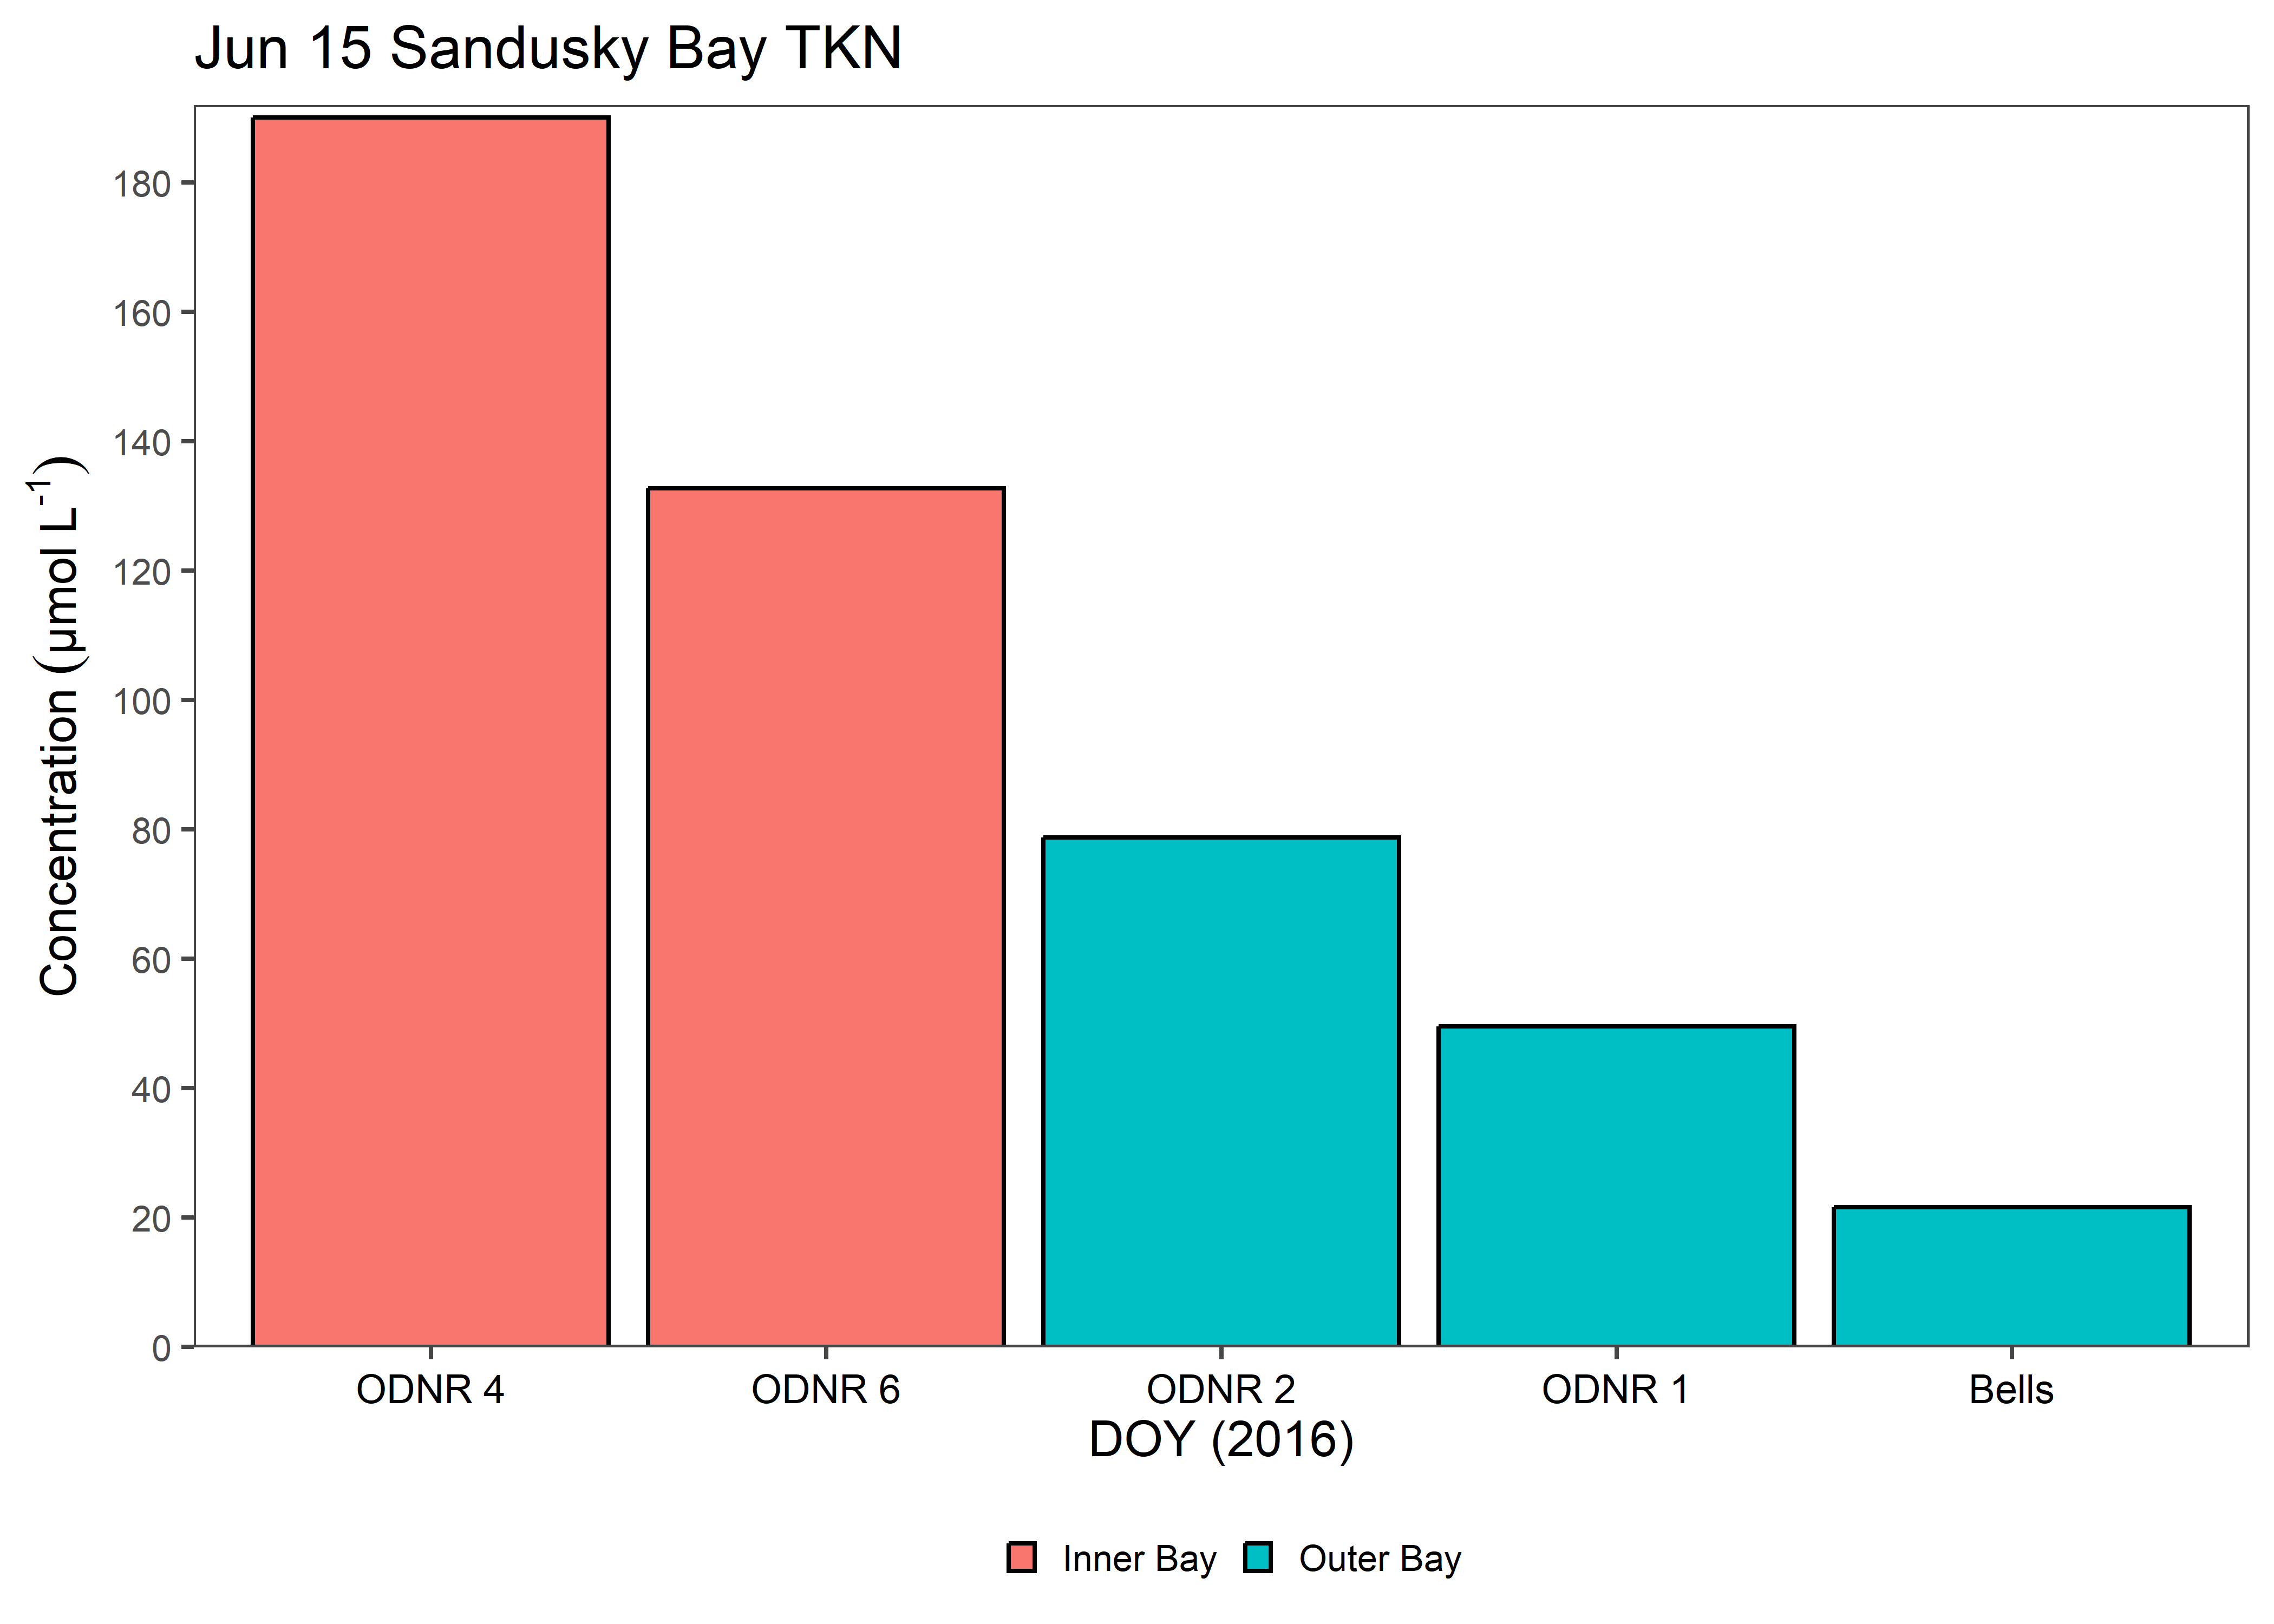 Jun 15 Sandusky Bay TKN
Concentration (µmol L⁻¹)
180
160
140
120
100
80
60
40
20
0
ODNR 4 ODNR 6 ODNR 2 ODNR 1 Bells
DOY (2016)
Inner Bay Outer Bay